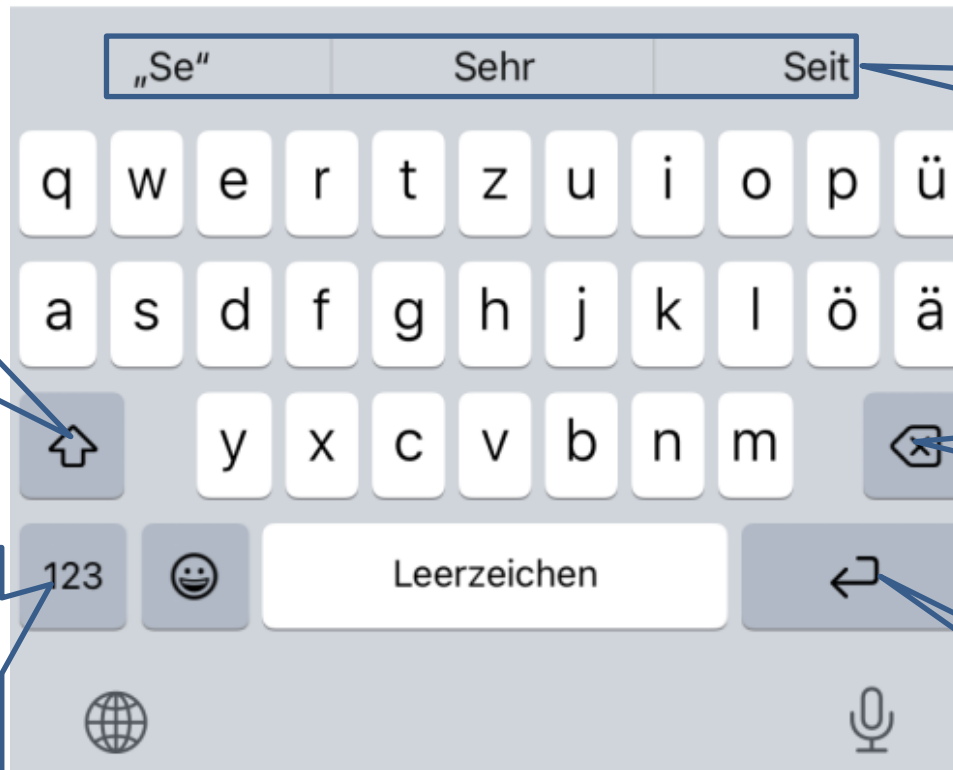 „Se“ Sehr Seit
q w e r t z u i o p ü
a s d f g h j k l ö ä
y x c v b n m
123 Leerzeichen